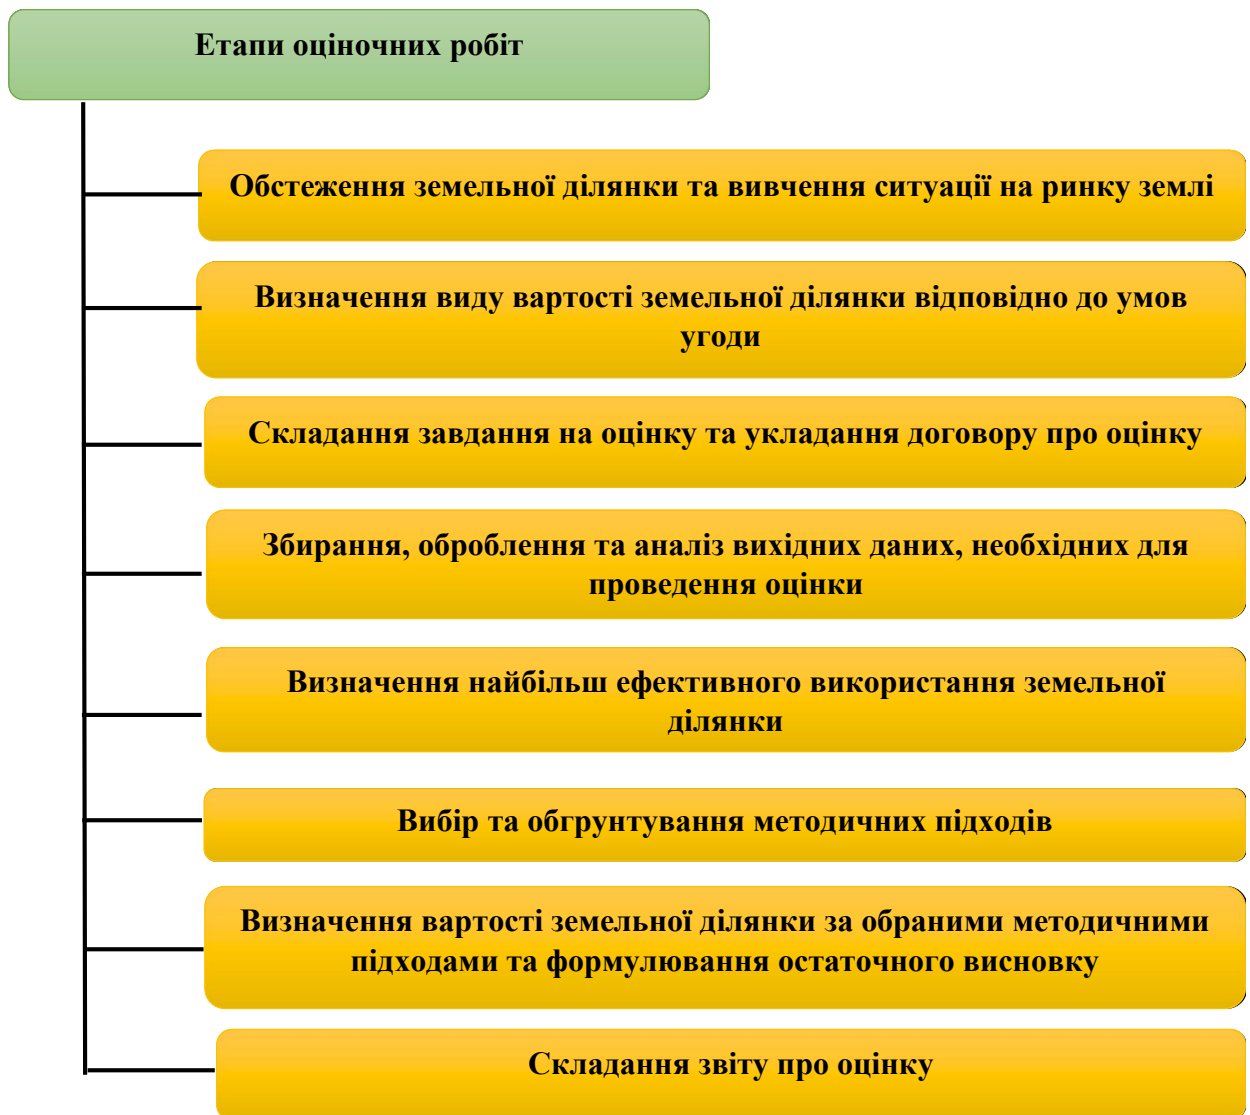 Етапи оціночних робіт
Обстеження земельної ділянки та вивчення ситуації на ринку землі
Визначення виду вартості земельної ділянки відповідно до умов
угоди
Складання завдання на оцінку та укладання договору про оцінку
Збирання, оброблення та аналіз вихідних даних, необхідних для
проведення оцінки
Визначення найбільш ефективного використання земельної
ділянки
Вибір та обгрунтування методичних підходів
Визначення вартості земельної ділянки за обраними методичними
підходами та формулювання остаточного висновку
Складання звіту про оцінку